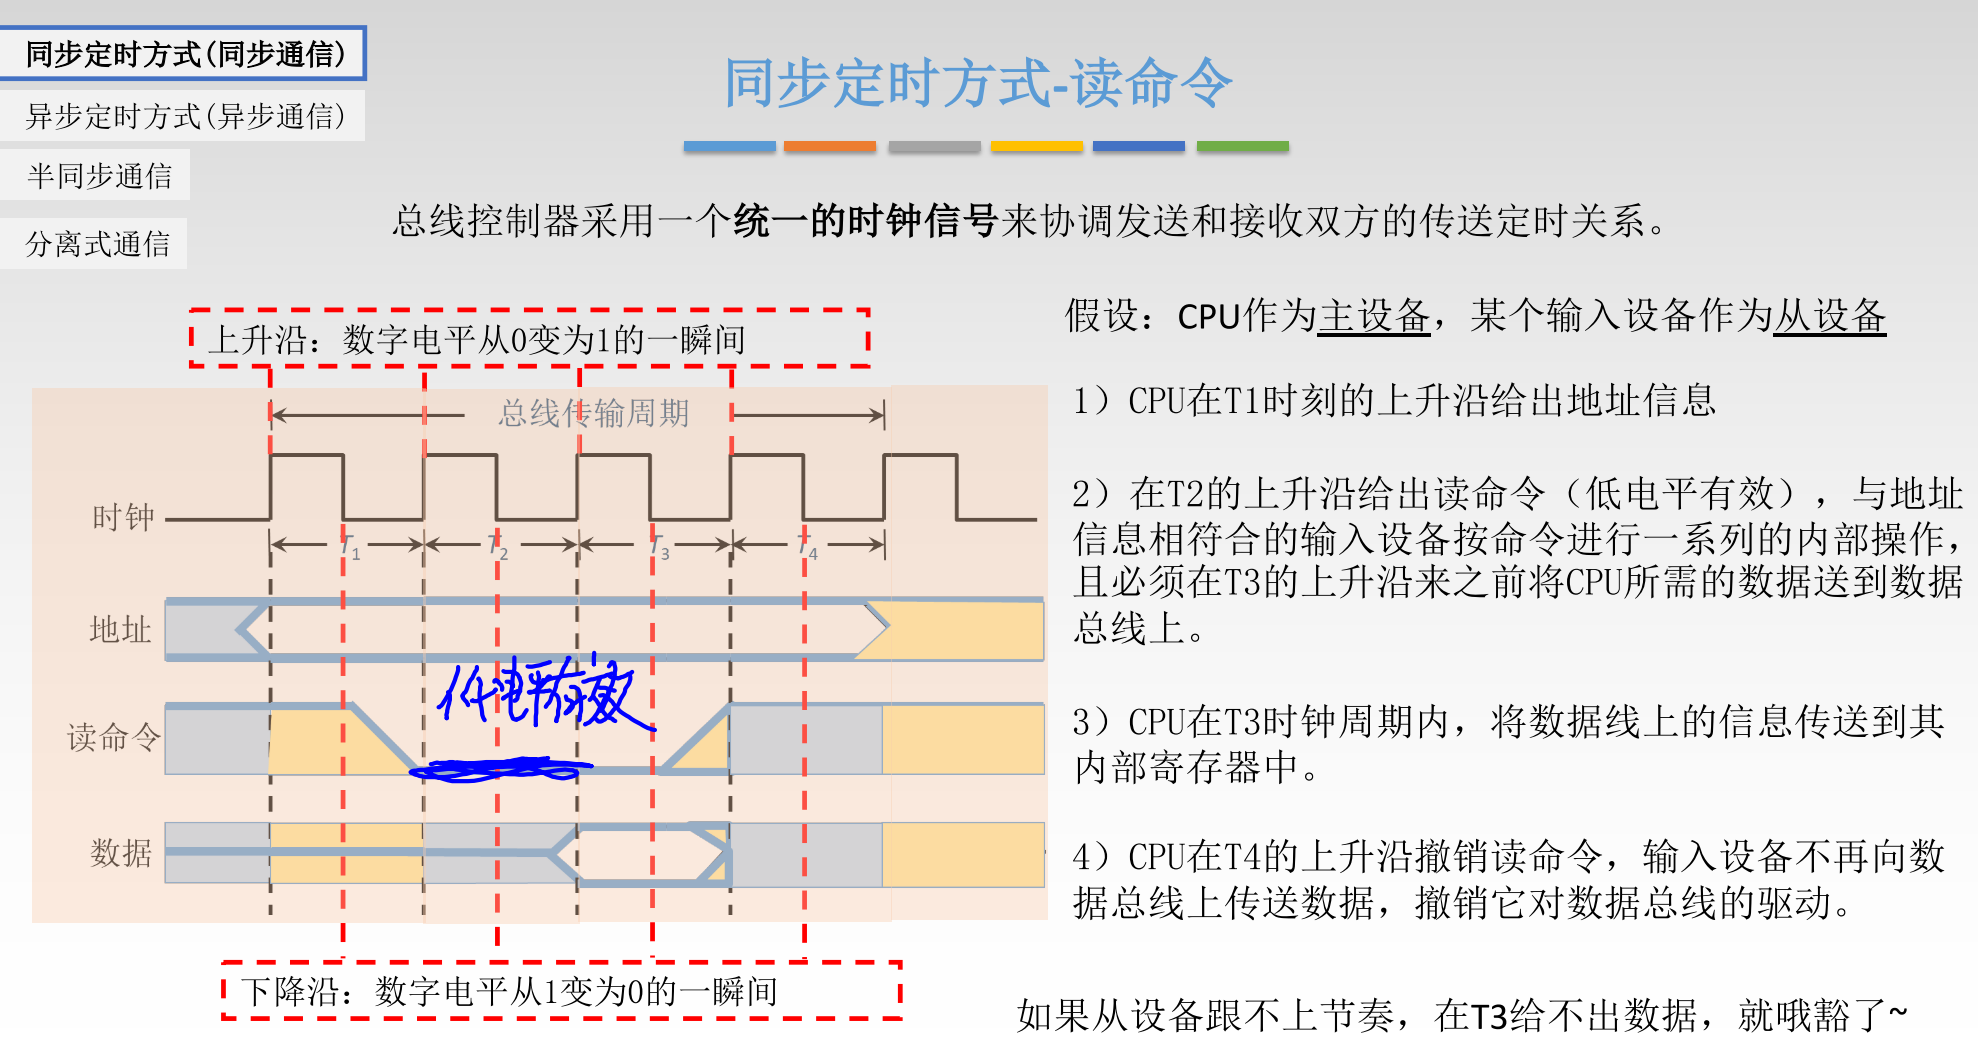 同步定时方式(同步通信)
异步定时方式(异步通信)
半同步通信
分离式通信
同步定时方式-读命令
总线控制器采用一个统一的时钟信号来协调发送和接收双方的传送定时关系。
上升沿：数字电平从0变为1的一瞬间
总线传输周期
时钟
T1 T2 T3 T4
地址
低电平有效
读命令
数据
下降沿：数字电平从1变为0的一瞬间
假设：CPU作为主设备，某个输入设备作为从设备
1）CPU在T1时刻的上升沿给出地址信息
2）在T2的上升沿给出读命令（低电平有效），与地址
信息相符合的输入设备按命令进行一系列的内部操作，
且必须在T3的上升沿来之前将CPU所需的数据送到数据
总线上。
3）CPU在T3时钟周期内，将数据线上的信息传送到其
内部寄存器中。
4）CPU在T4的上升沿撤销读命令，输入设备不再向数
据总线上传送数据，撤销它对数据总线的驱动。
如果从设备跟不上节奏，在T3给不出数据，就哦豁了~